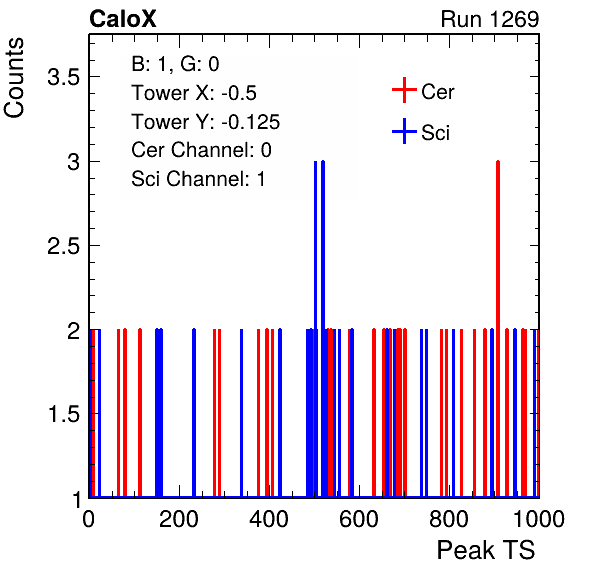 CaloX Run 1269
Counts
B: 1, G: 0
Tower X: -0.5
Tower Y: -0.125
Cer Channel: 0
Sci Channel: 1
Cer
Sci
3.5
3
2.5
2
1.5
1
0 200 400 600 800 1000
Peak TS